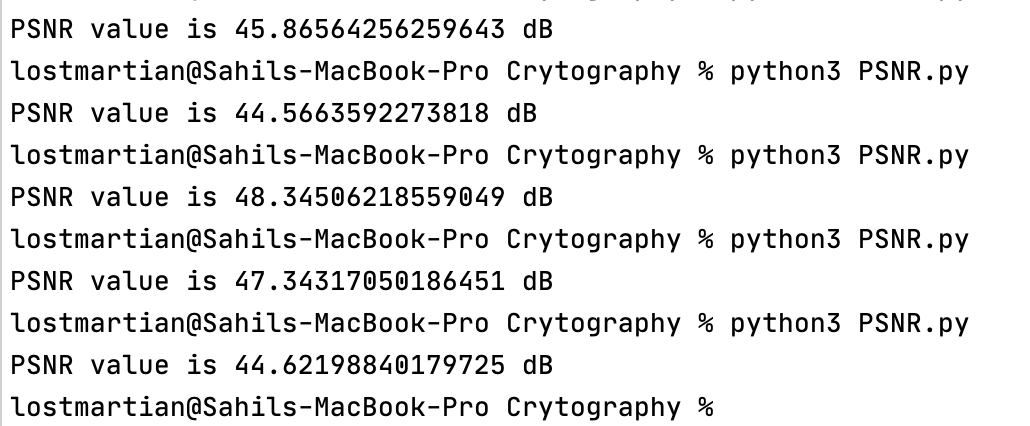 PSNR value is 45.86564256259643 dB
lostmartian@Sahils-MacBook-Pro Crytography % python3 PSNR.py
PSNR value is 44.5663592273818 dB
lostmartian@Sahils-MacBook-Pro Crytography % python3 PSNR.py
PSNR value is 48.34506218559049 dB
lostmartian@Sahils-MacBook-Pro Crytography % python3 PSNR.py
PSNR value is 47.34317050186451 dB
lostmartian@Sahils-MacBook-Pro Crytography % python3 PSNR.py
PSNR value is 44.62198840179725 dB
lostmartian@Sahils-MacBook-Pro Crytography %